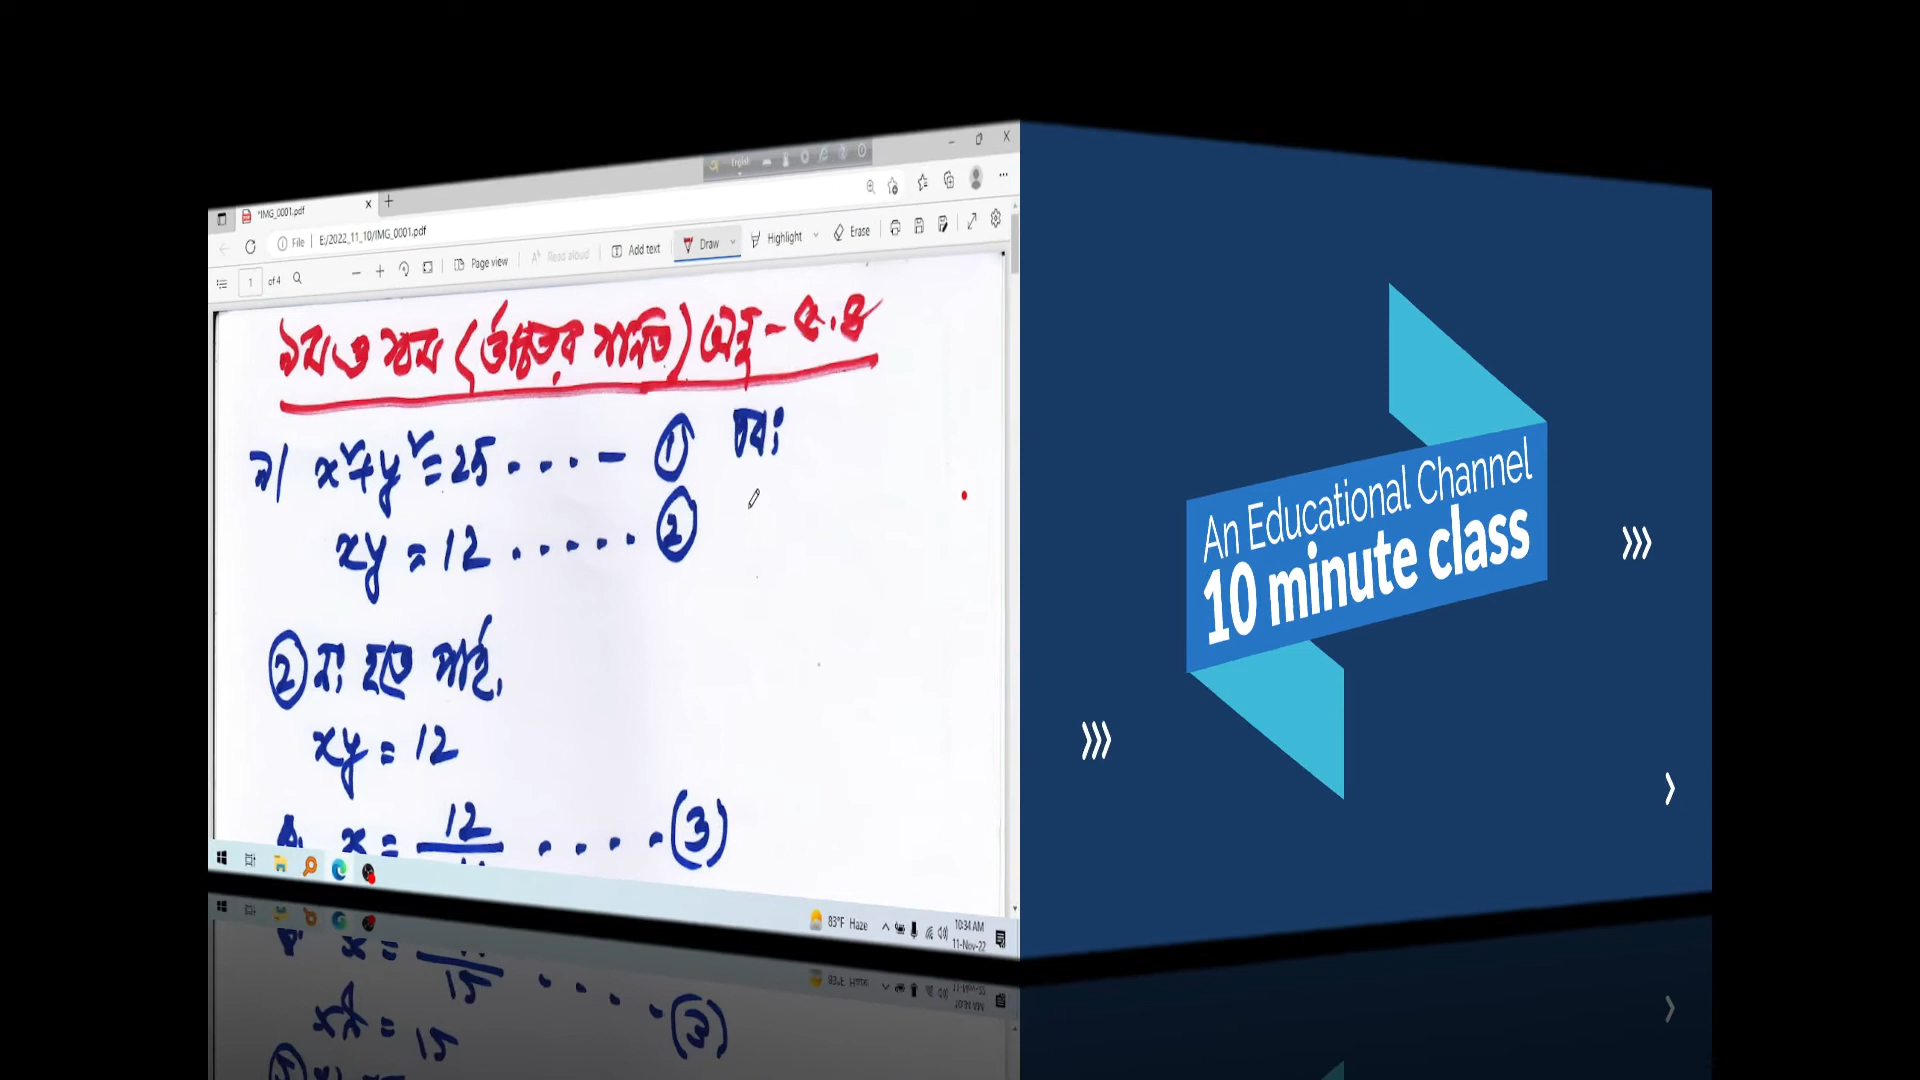 English
*IMG_0001.pdf
File | E:/2022_11_10/IMG_0001.pdf
1 of 4 Page view Read aloud Add text Draw Highlight Erase
৯ম ও ১০ম (উচ্চতর গণিত) অনু - ৫.৪
x²+y²=25 .... - ①
xy = 12 ..... ②
② নং হতে পাই,
xy = 12
x = 12 .... (3)
83°F Haze
10:34 AM
11-Nov-22
An Educational Channel
10 minute class